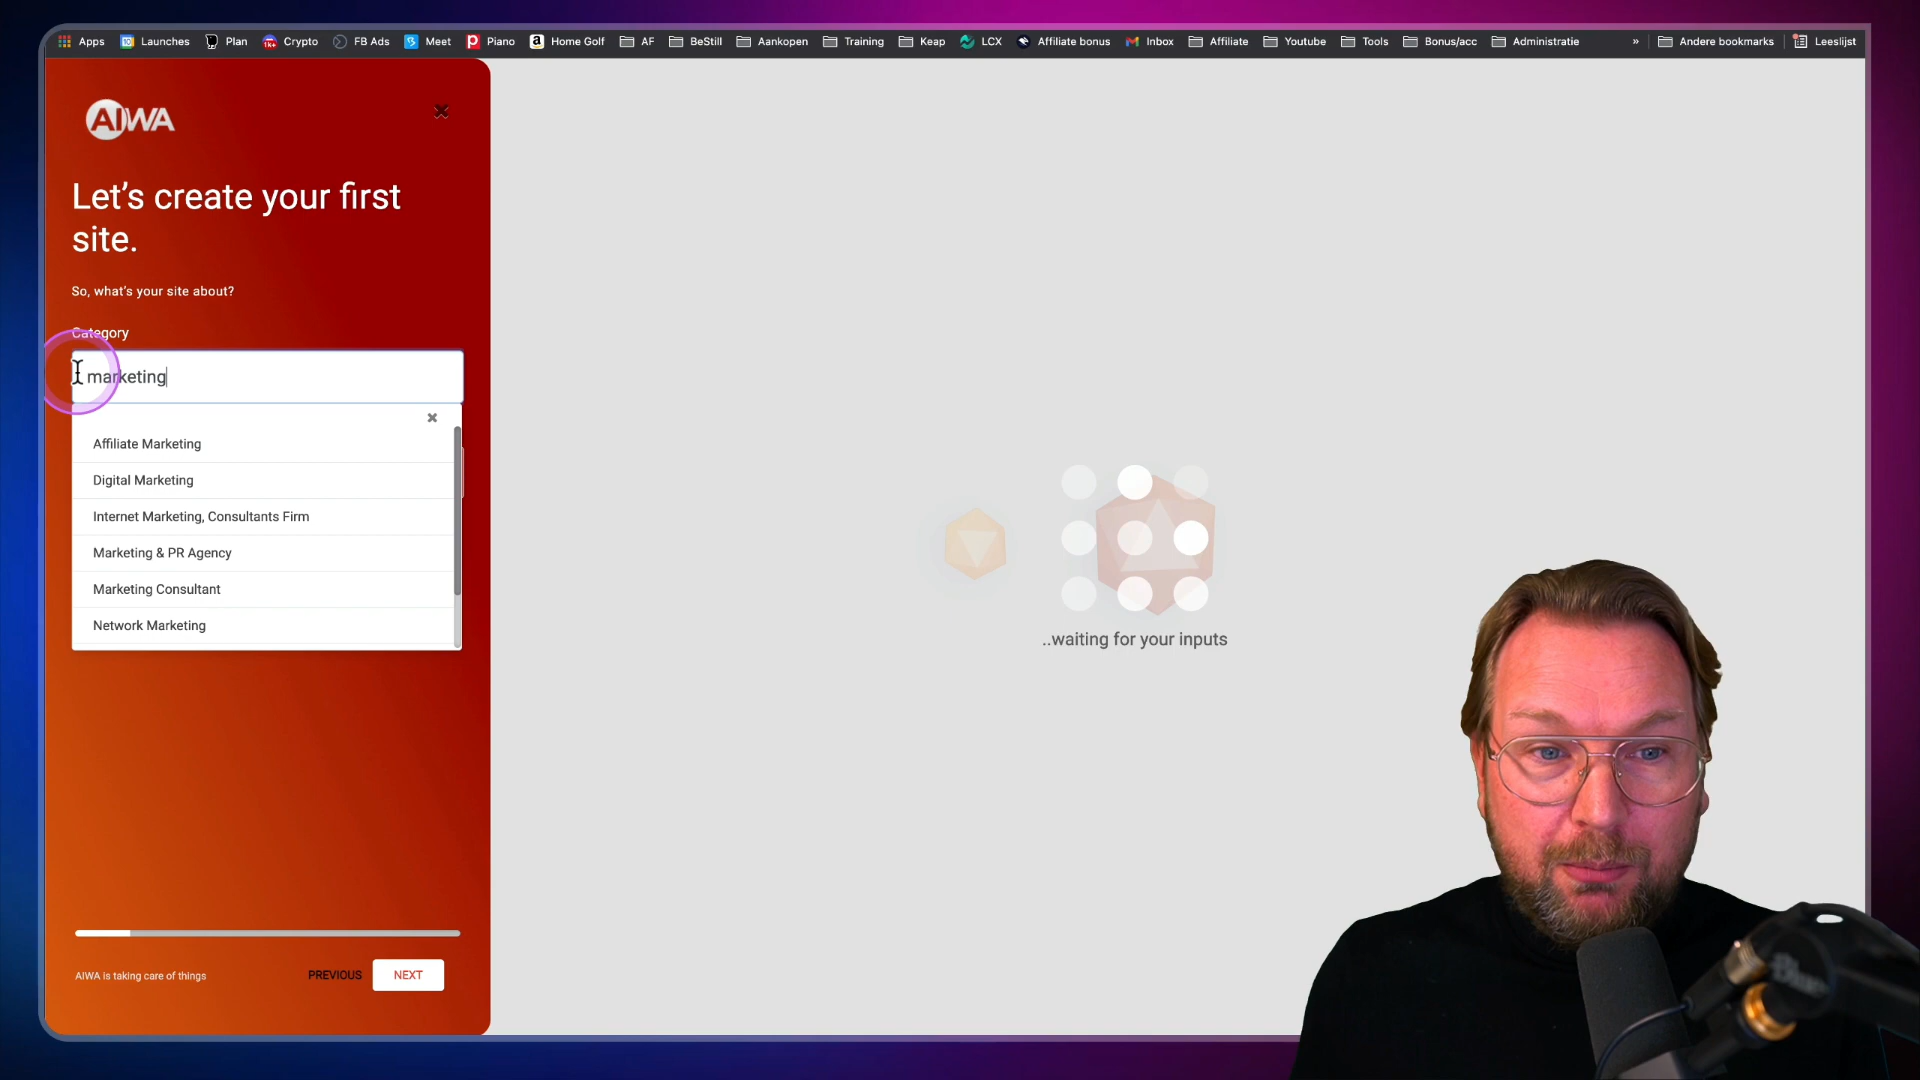 Apps Launches Plan Crypto FB Ads Meet Piano Home Golf AF BeStill Aankopen Training Keap LCX Affiliate bonus Inbox Affiliate Youtube Tools Bonus/acc Administratie » Andere bookmarks Leeslijst
AIWA
Let's create your first
site.
So, what's your site about?
Category
marketing
Affiliate Marketing
Digital Marketing
Internet Marketing, Consultants Firm
Marketing & PR Agency
Marketing Consultant
Network Marketing
..waiting for your inputs
AIWA is taking care of things
PREVIOUS
NEXT